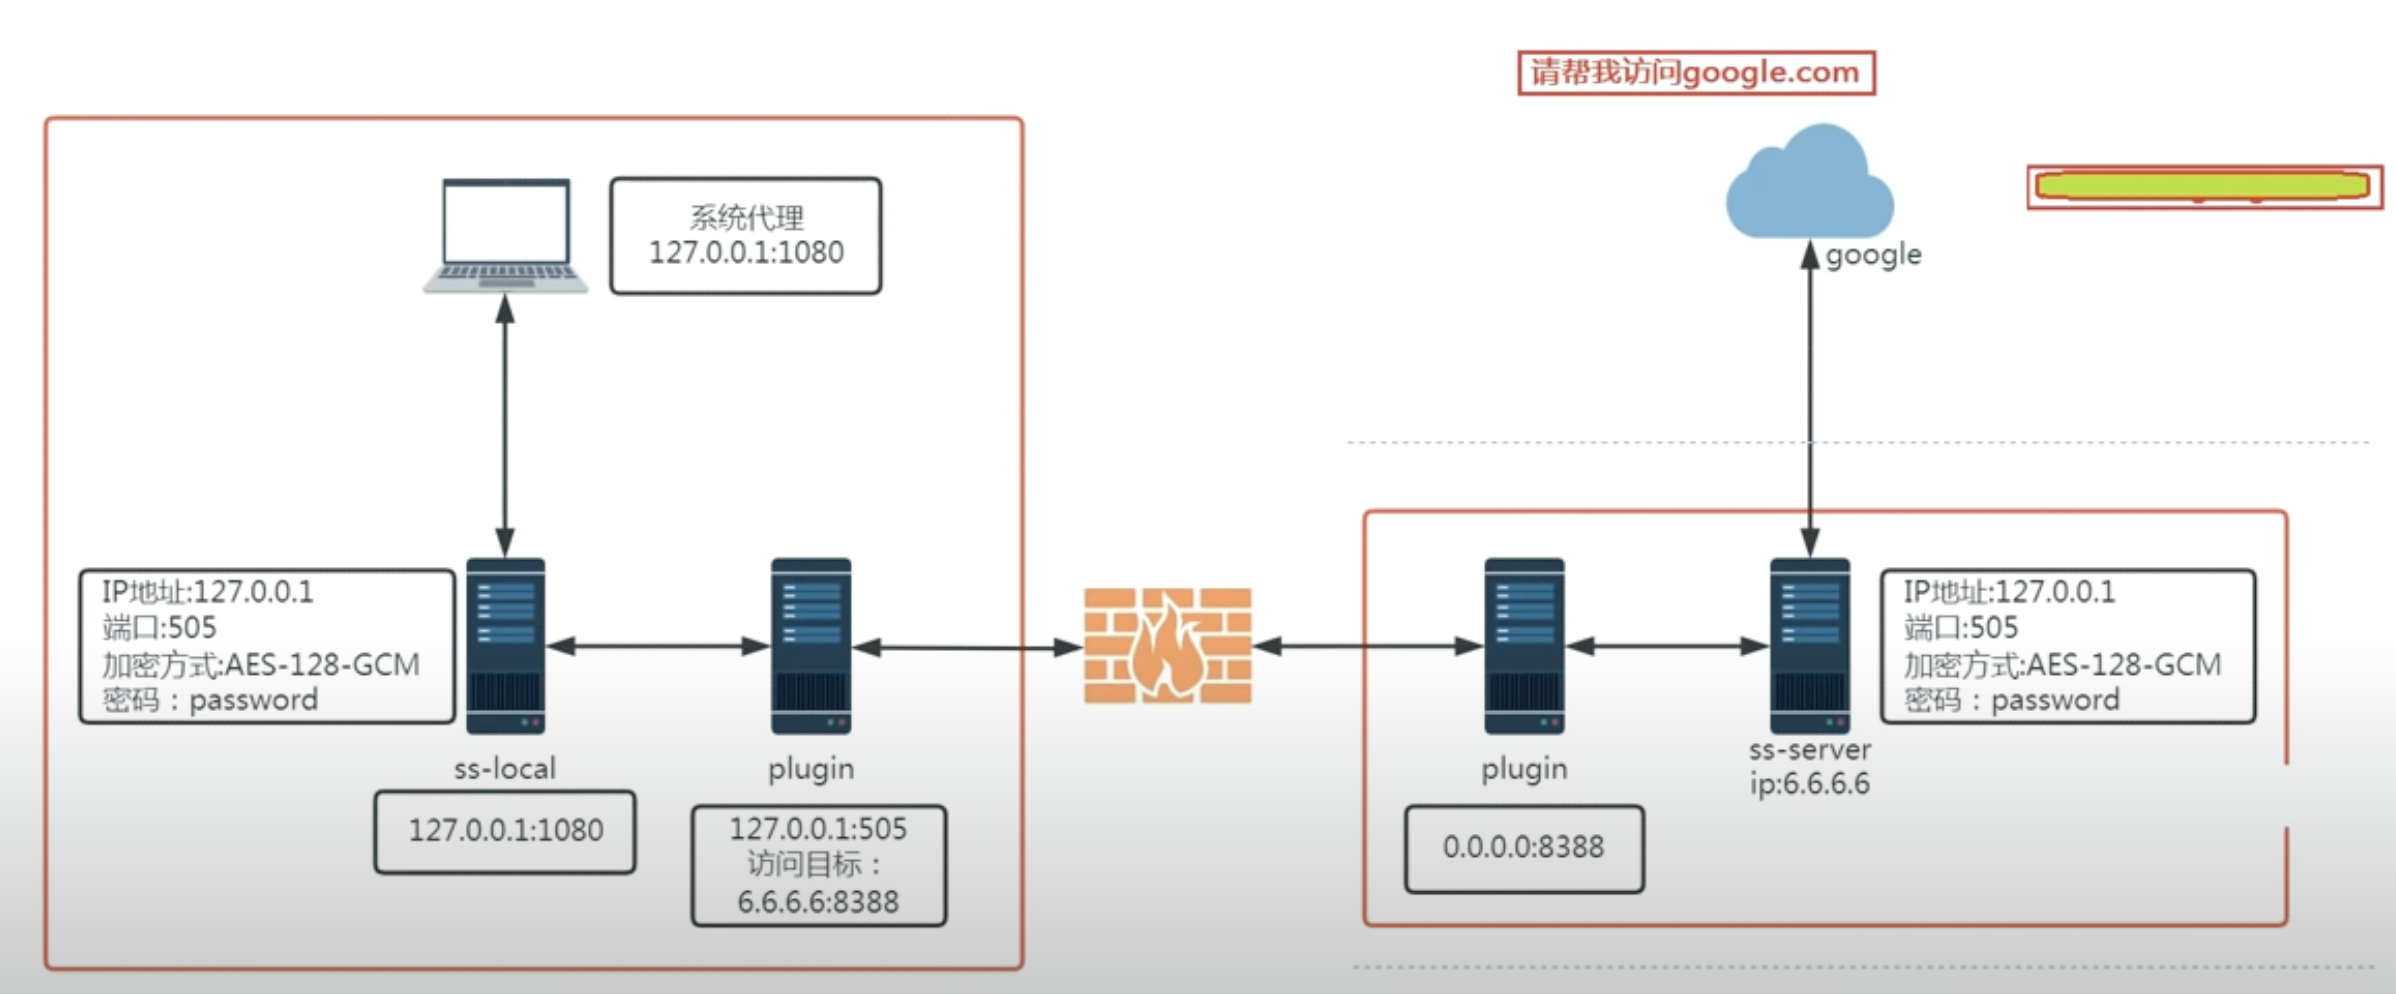 请帮我访问google.com
系统代理
127.0.0.1:1080
google
IP地址:127.0.0.1
端口:505
加密方式:AES-128-GCM
密码：password
ss-local
127.0.0.1:1080
plugin
127.0.0.1:505
访问目标：
6.6.6.6:8388
plugin
0.0.0.0:8388
ss-server
ip:6.6.6.6
IP地址:127.0.0.1
端口:505
加密方式:AES-128-GCM
密码：password